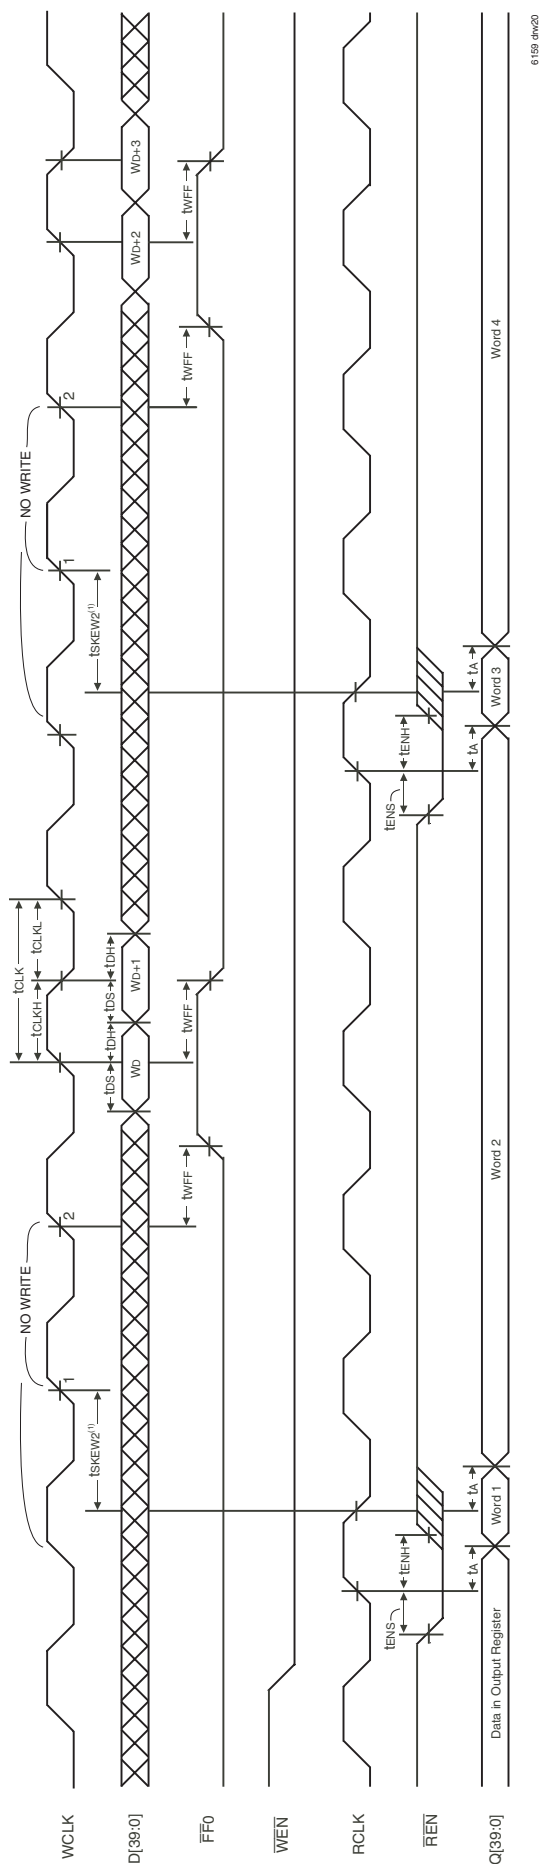 NO WRITE NO WRITE
tCLK
tCLKH tCLKL
WCLK 1 2 1 2
tSKEW2(1) tDS tDH tDS tDH tSKEW2(1)
D[39:0] WD WD+1 WD+2 WD+3
tWFF tWFF tWFF tWFF
FF0
WEN
RCLK
tENS tENH tENS tENH
REN
tA tA tA tA
Q[39:0] Data in Output Register Word 1 Word 2 Word 3 Word 4
6159 drw20